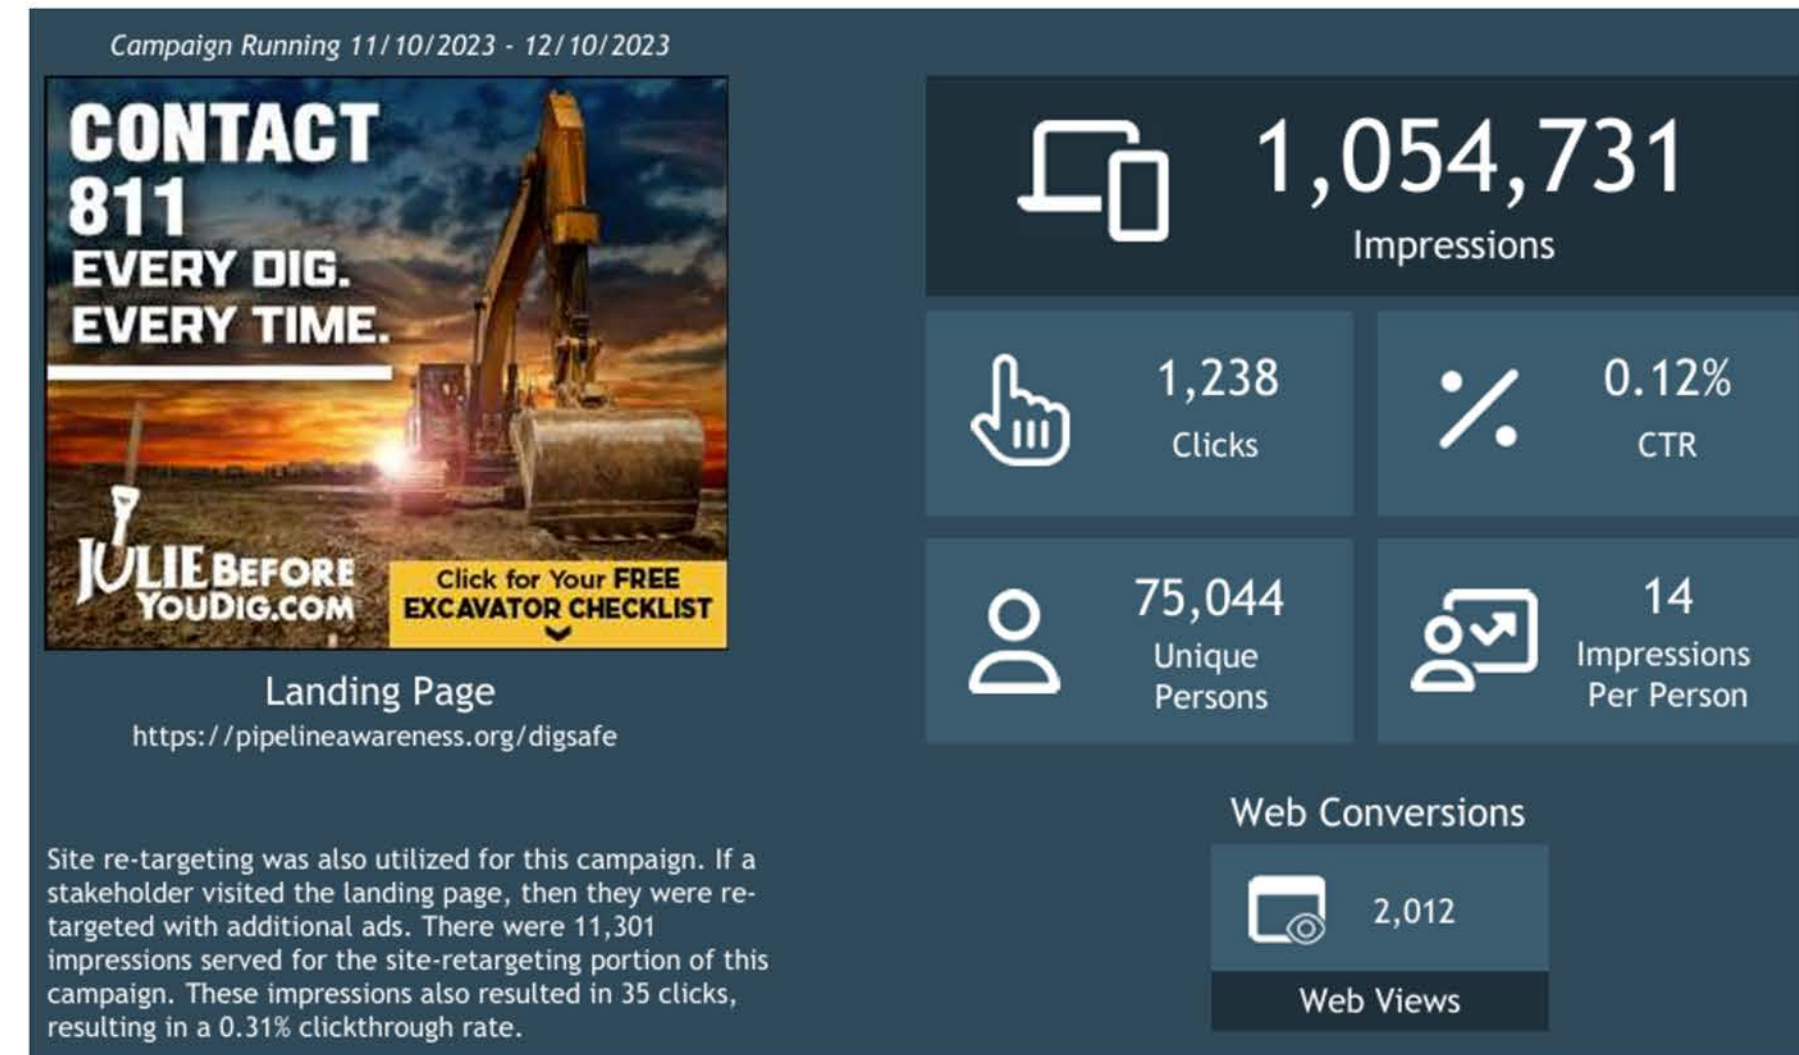 Campaign Running 11/10/2023 - 12/10/2023
CONTACT
811
EVERY DIG.
EVERY TIME.
JULIE BEFORE
YOUDIG.COM
Click for Your FREE
EXCAVATOR CHECKLIST
Landing Page
https://pipelineawareness.org/digsafe
Site re-targeting was also utilized for this campaign. If a
stakeholder visited the landing page, then they were re-
targeted with additional ads. There were 11,301
impressions served for the site-retargeting portion of this
campaign. These impressions also resulted in 35 clicks,
resulting in a 0.31% clickthrough rate.
1,054,731
Impressions
1,238
Clicks
0.12%
CTR
75,044
Unique
Persons
14
Impressions
Per Person
Web Conversions
2,012
Web Views